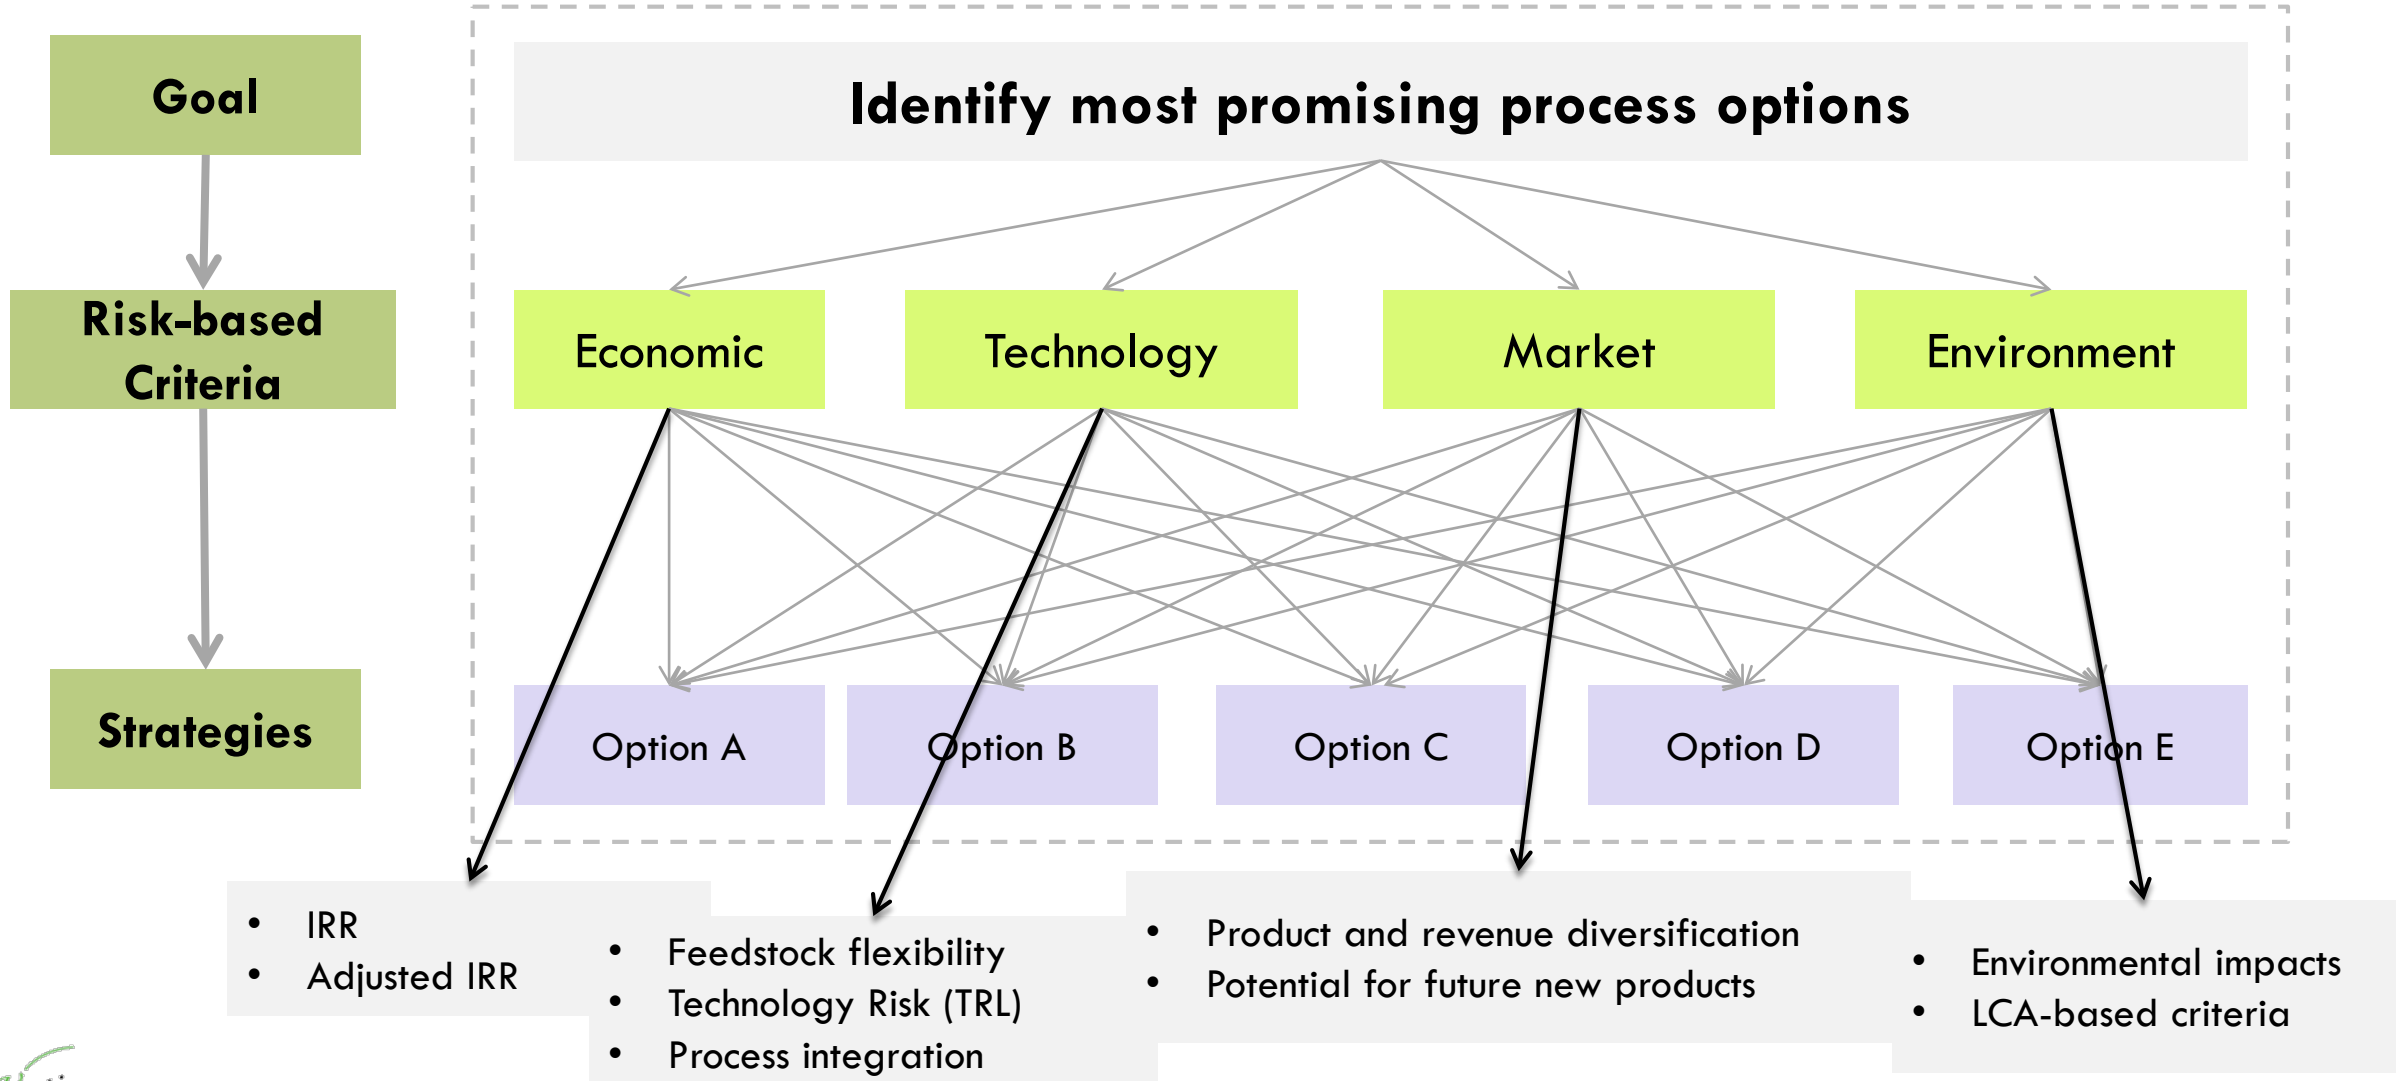 Goal
Identify most promising process options
Risk-based
Criteria
Economic
Technology
Market
Environment
Strategies
Option A
Option B
Option C
Option D
Option E
• IRR
• Adjusted IRR
• Feedstock flexibility
• Technology Risk (TRL)
• Process integration
• Product and revenue diversification
• Potential for future new products
• Environmental impacts
• LCA-based criteria